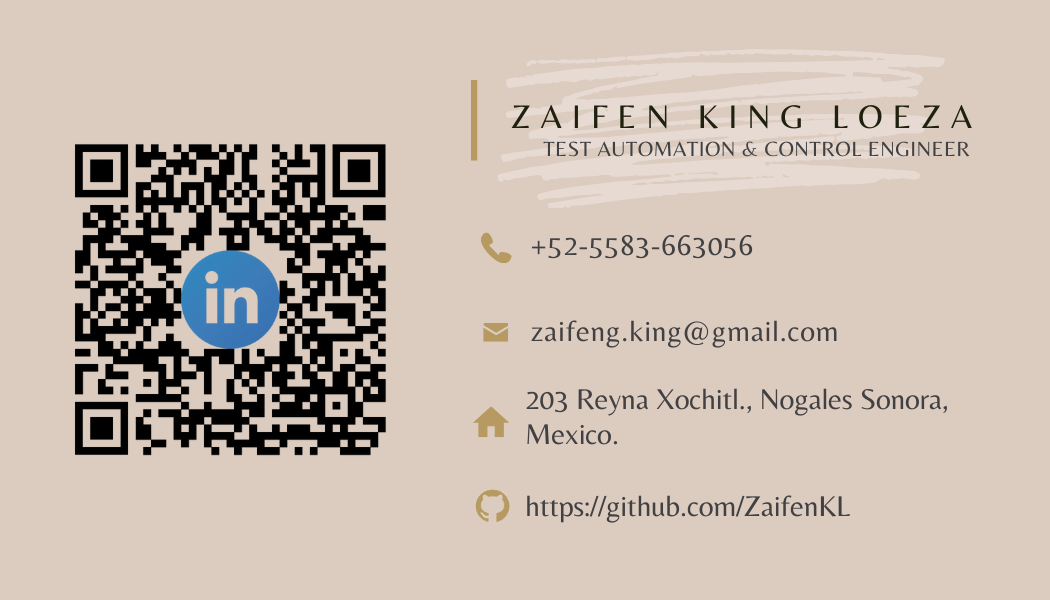 ZAIFEN KING LOEZA
TEST AUTOMATION & CONTROL ENGINEER
in
+52-5583-663056
zaifeng.king@gmail.com
203 Reyna Xochitl., Nogales Sonora,
Mexico.
https://github.com/ZaifenKL